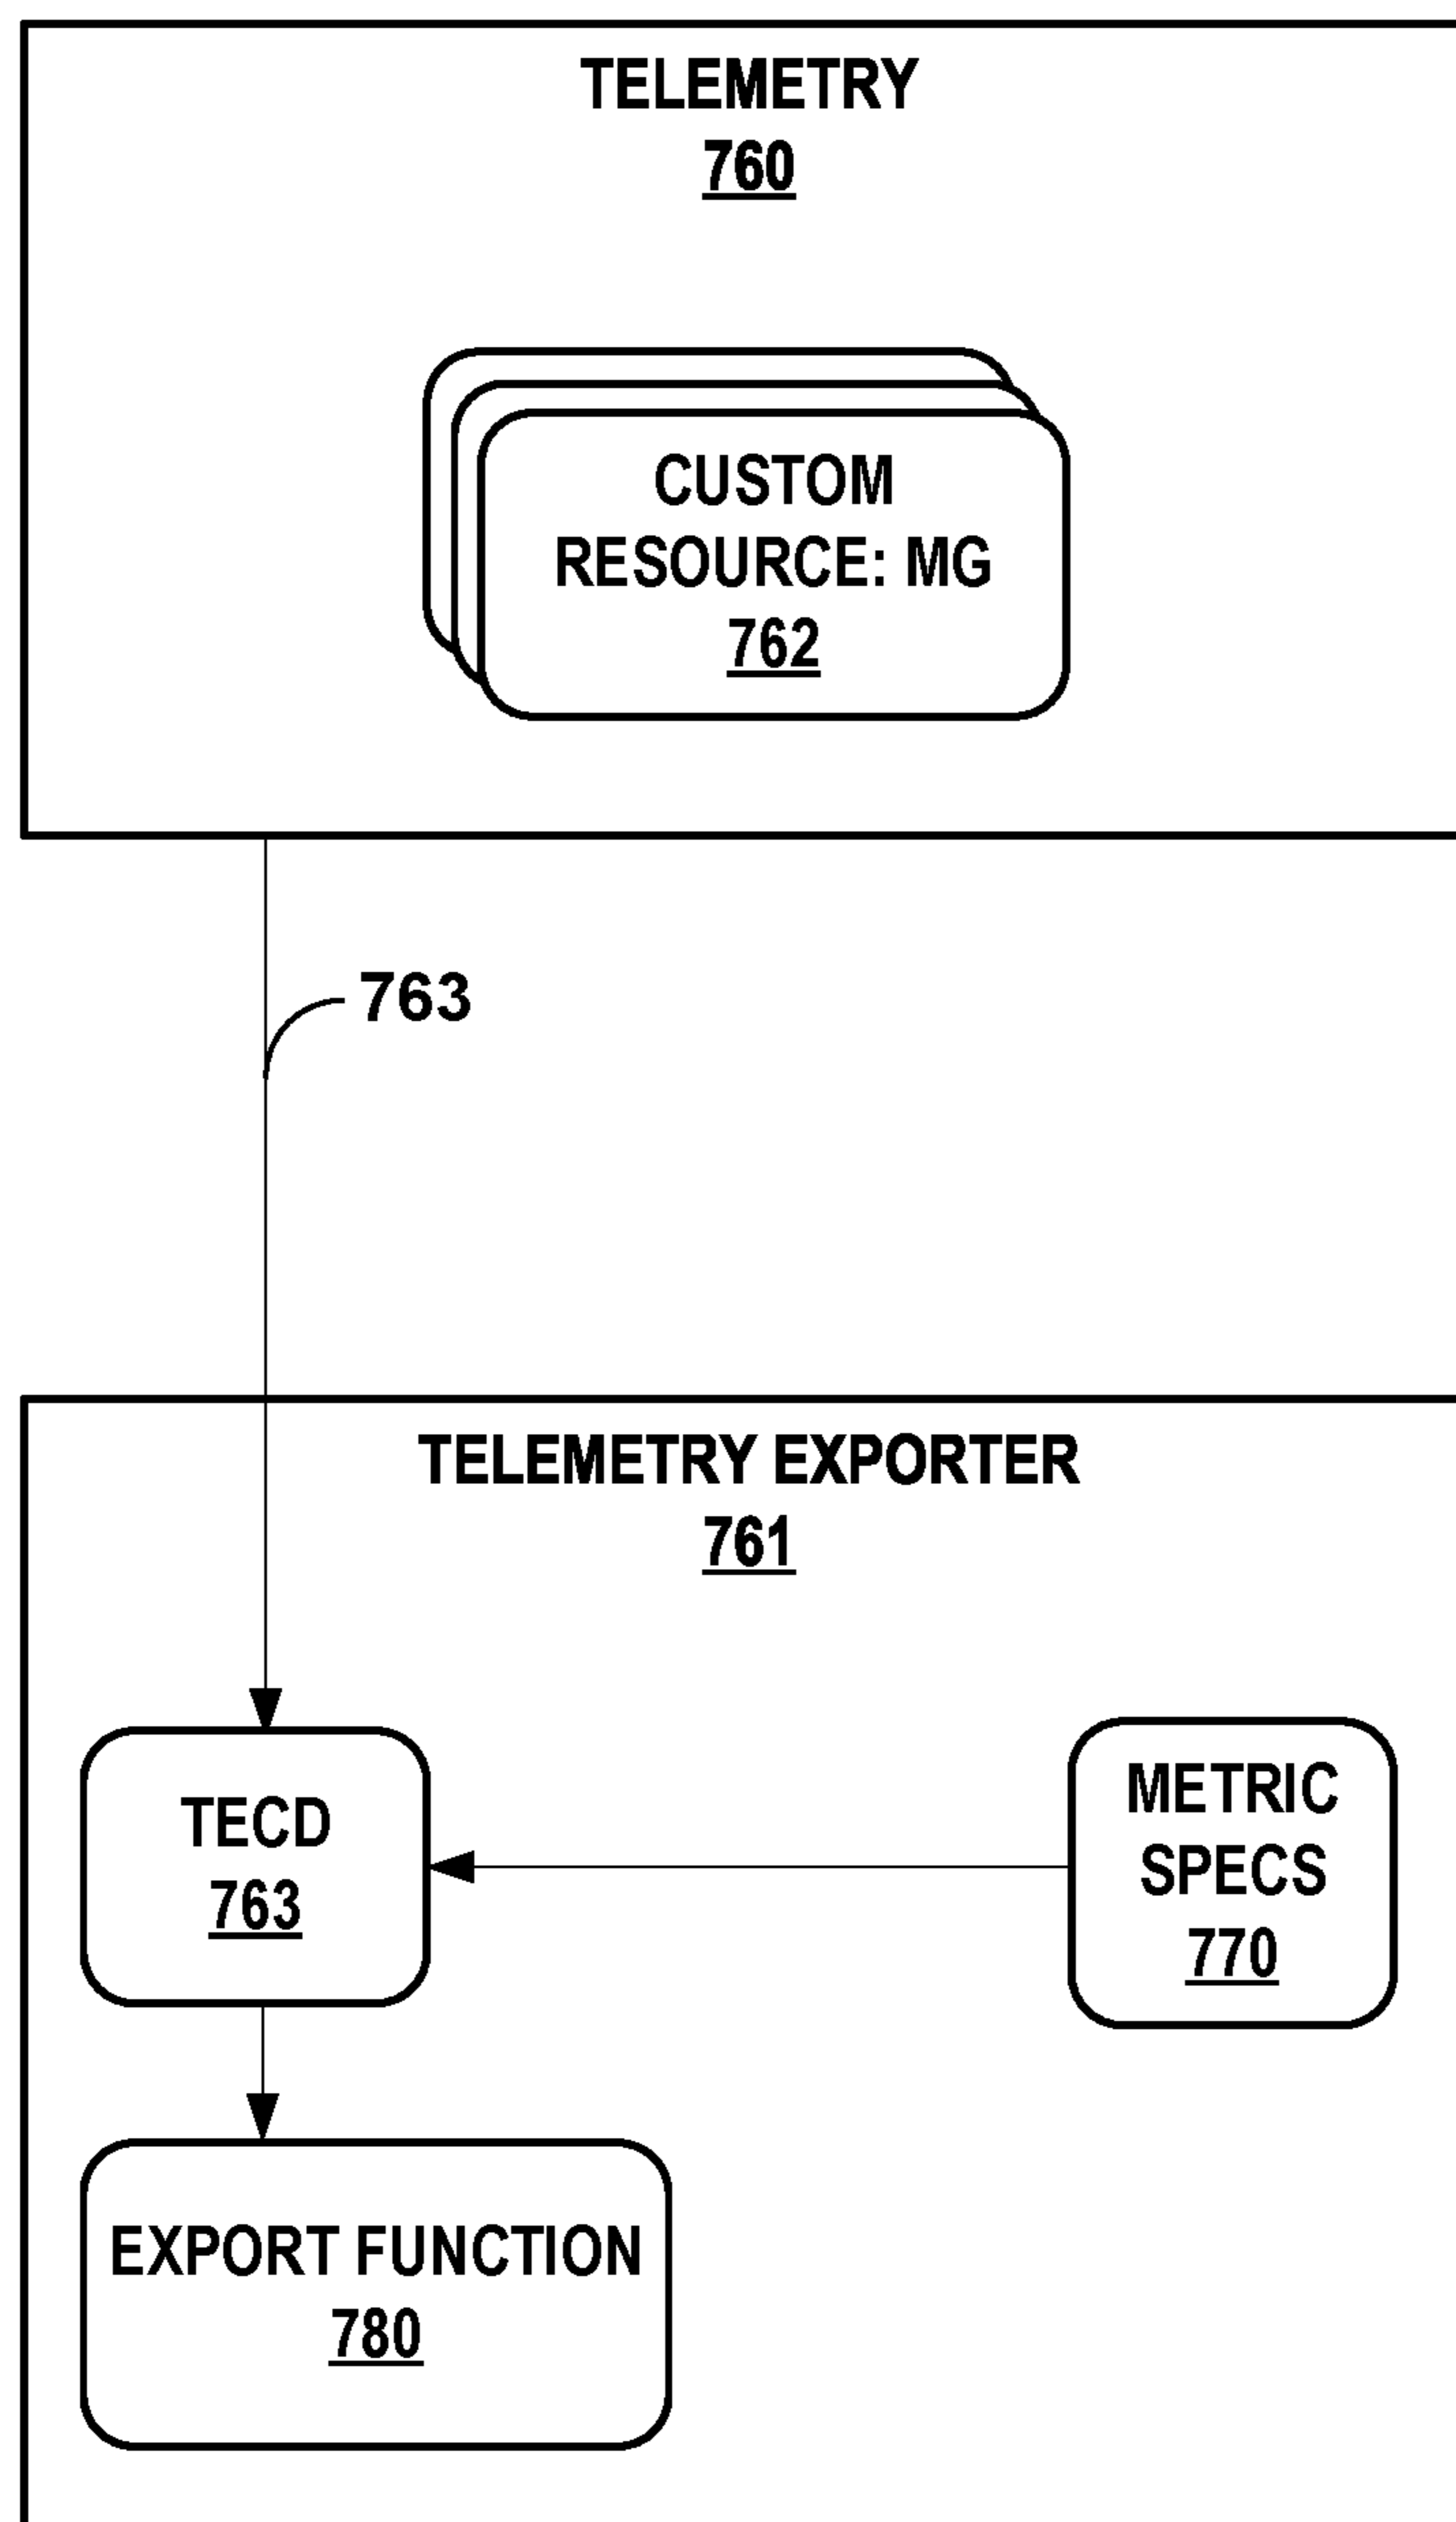 TELEMETRY
760
CUSTOM
RESOURCE: MG
762
763
TELEMETRY EXPORTER
761
TECD
763
METRIC
SPECS
770
EXPORT FUNCTION
780